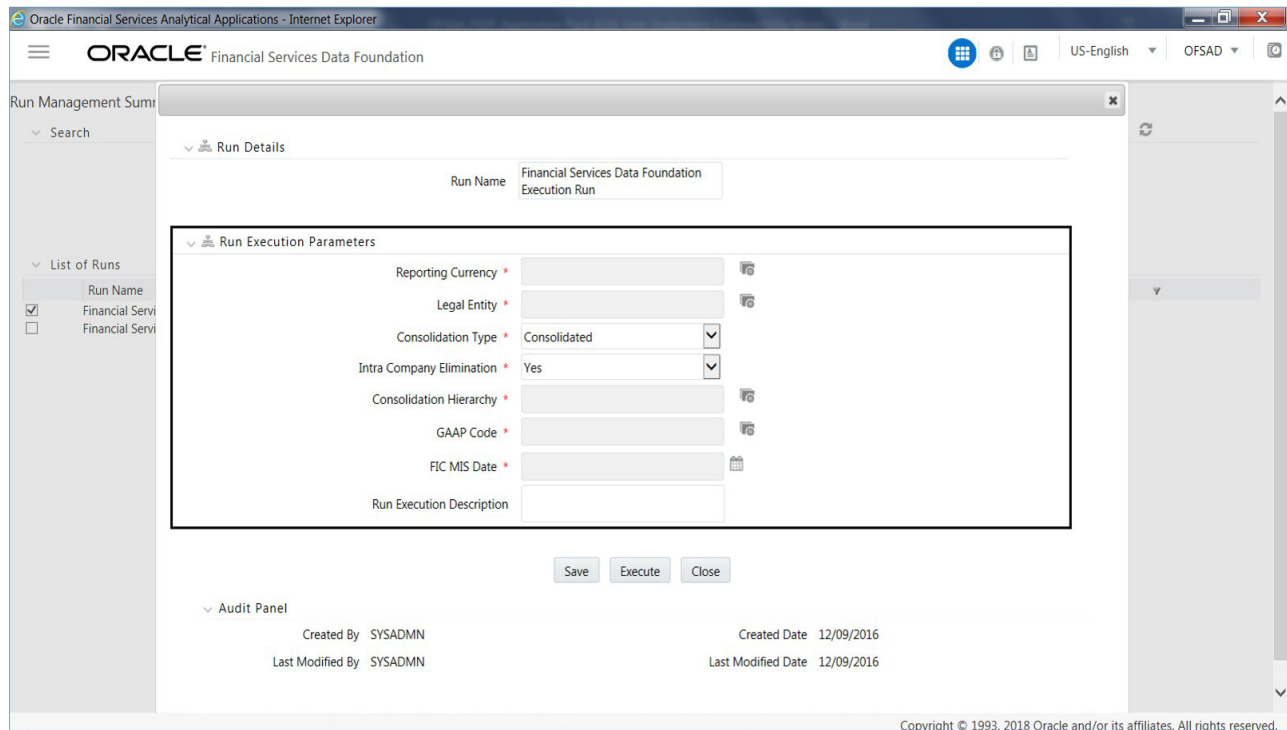 Oracle Financial Services Analytical Applications - Internet Explorer
ORACLE Financial Services Data Foundation
US-English
OFSAD
Run Management Summ
Search
Run Details
Run Name Financial Services Data Foundation
Execution Run
Run Execution Parameters
List of Runs
Reporting Currency *
Run Name
Legal Entity *
Financial Servi
Financial Servi
Consolidation Type * Consolidated
Intra Company Elimination * Yes
Consolidation Hierarchy *
GAAP Code *
FIC MIS Date *
Run Execution Description
Save Execute Close
Audit Panel
Created By SYSADMN Created Date 12/09/2016
Last Modified By SYSADMN Last Modified Date 12/09/2016
Copyright © 1993, 2018 Oracle and/or its affiliates. All rights reserved.